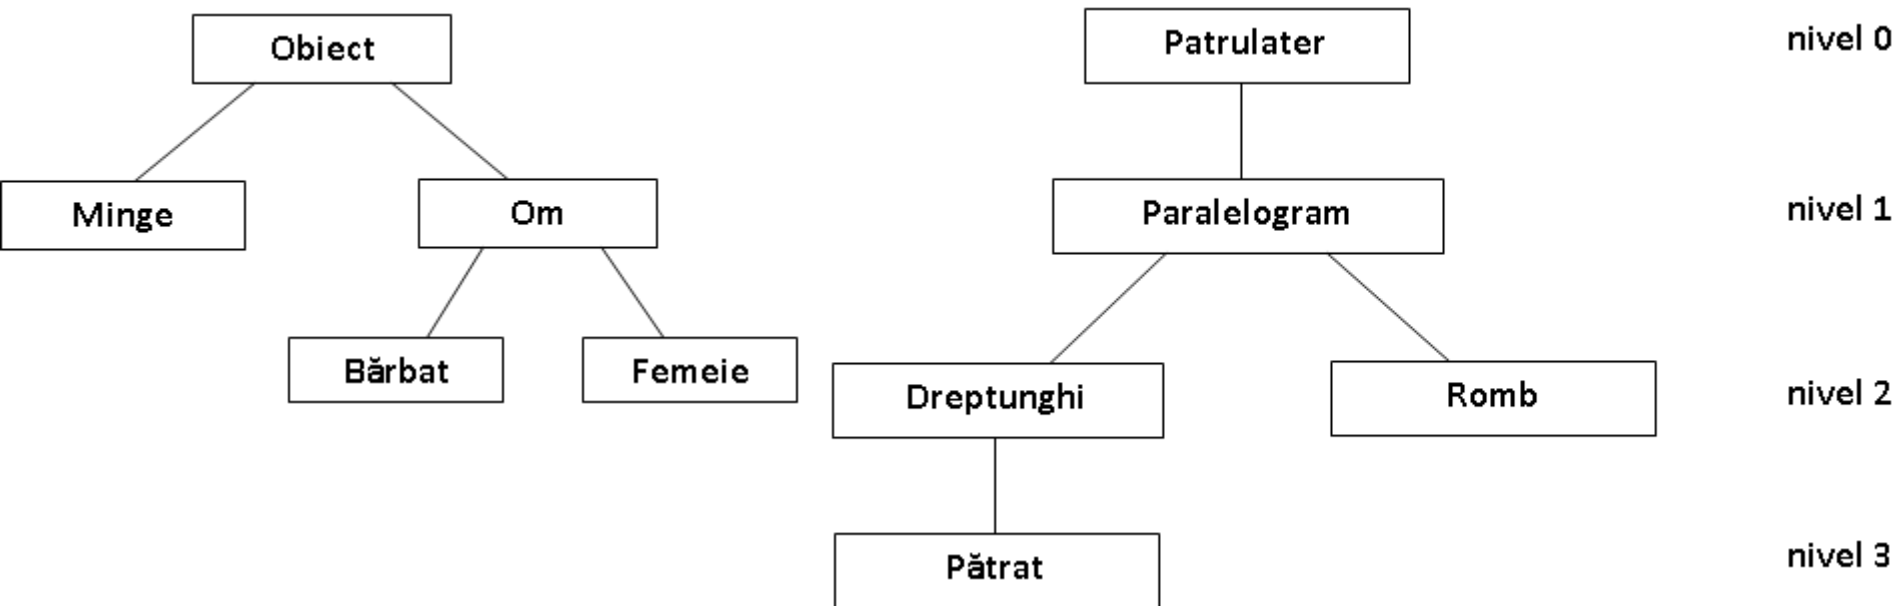 Obiect
Patrulater
nivel 0
Minge
Om
Paralelogram
nivel 1
Bărbat
Femeie
Dreptunghi
Romb
nivel 2
Pătrat
nivel 3